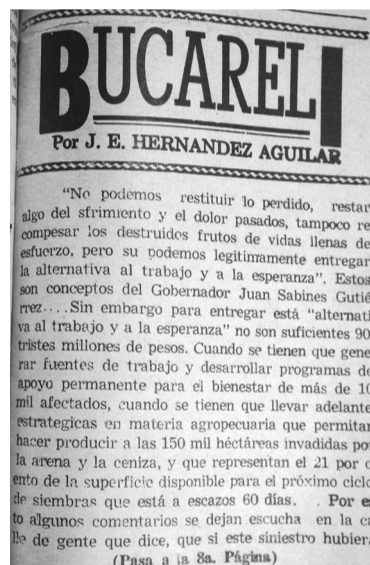 BUCARELI
Por J. E. HERNANDEZ AGUILAR
"No podemos restituir lo perdido, restar
algo del sfrimiento y el dolor pasados, tampoco re
compesar los destruidos frutos de vidas llenas de
esfuerzo, pero su podemos legitimamente entregar
la alternativa al trabajo y a la esperanza". Estos
son conceptos del Gobernador Juan Sabines Gutié
rrez....Sin embargo para entregar está "alternati
va al trabajo y a la esperanza" no son suficientes 90
tristes millones de pesos. Cuando se tienen que gene
rar fuentes de trabajo y desarrollar programas de
apoyo permanente para el bienestar de más de 10
mil afectados, cuando se tienen que llevar adelante
estrategicas en materia agropecuaria que permitan
hacer producir a las 150 mil héctáreas invadidas por
la arena y la ceniza, y que representan el 21 por c
ento de la superficie disponible para el próximo ciclo
de siembras que está a escazos 60 días. . Por es
to algunos comentarios se dejan escucha en la ca
lle de gente que dice, que si este siniestro hubier
(Pasa a la 8a. Página)